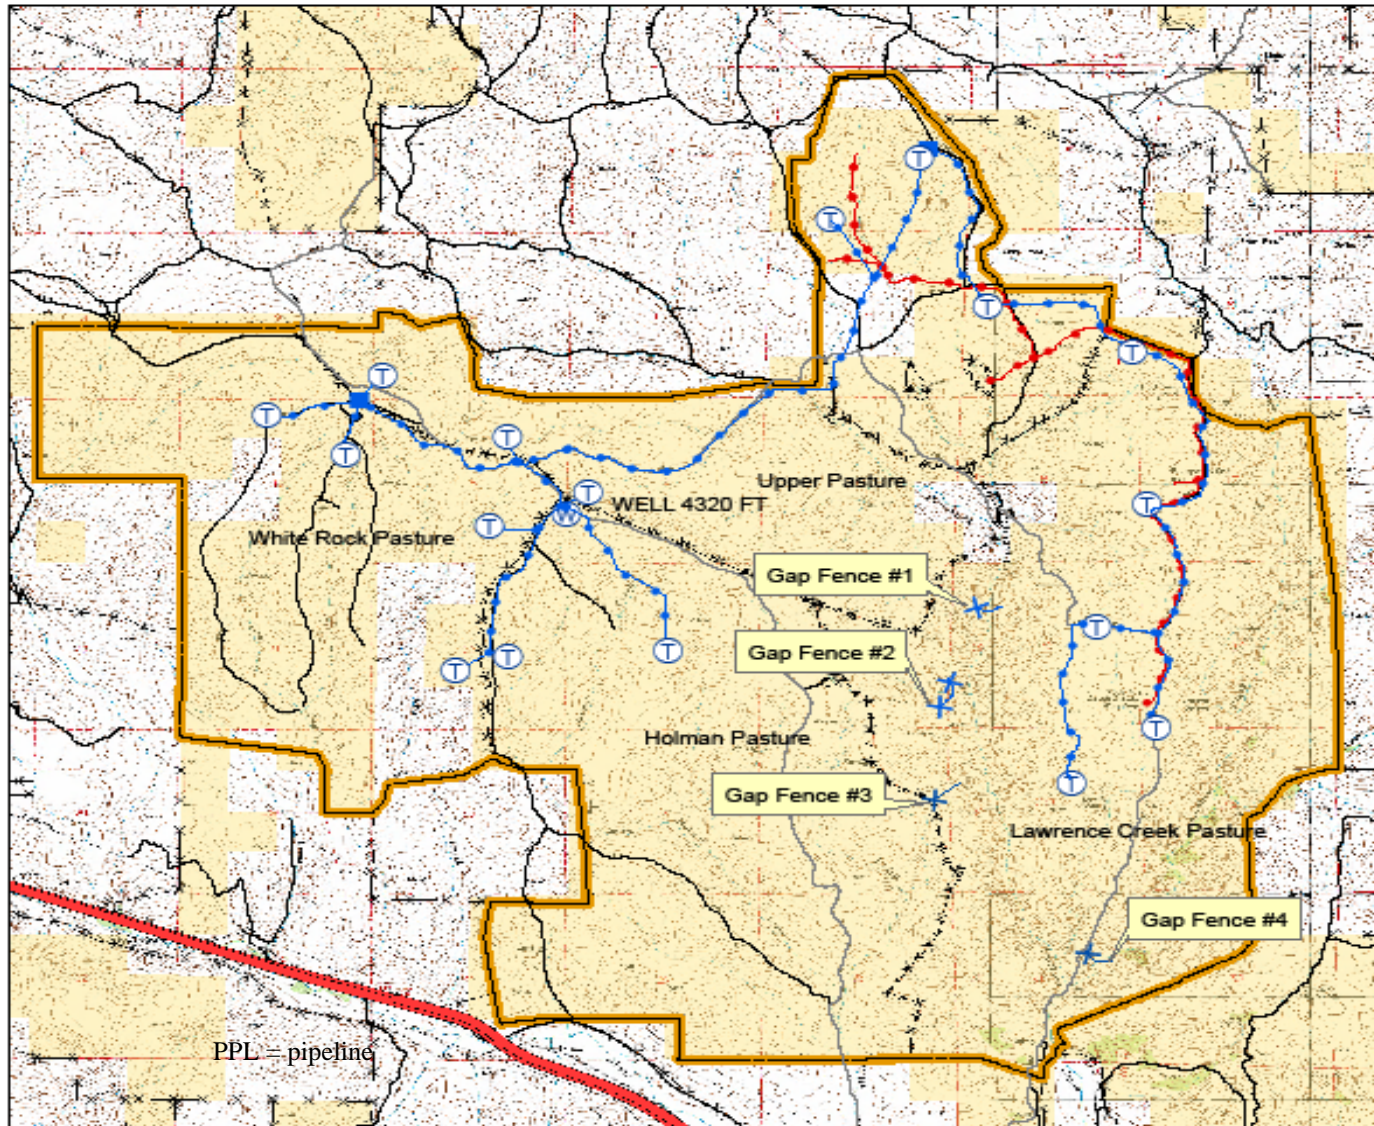 T
T
T
T
T
T
T
T
Upper Pasture
T
WELL 4320 FT
T
W
T
White Rock Pasture
Gap Fence #1
T
Gap Fence #2
T
T
T
T
Holman Pasture
T
Gap Fence #3
Lawrence Creek Pasture
Gap Fence #4
PPL = pipeline